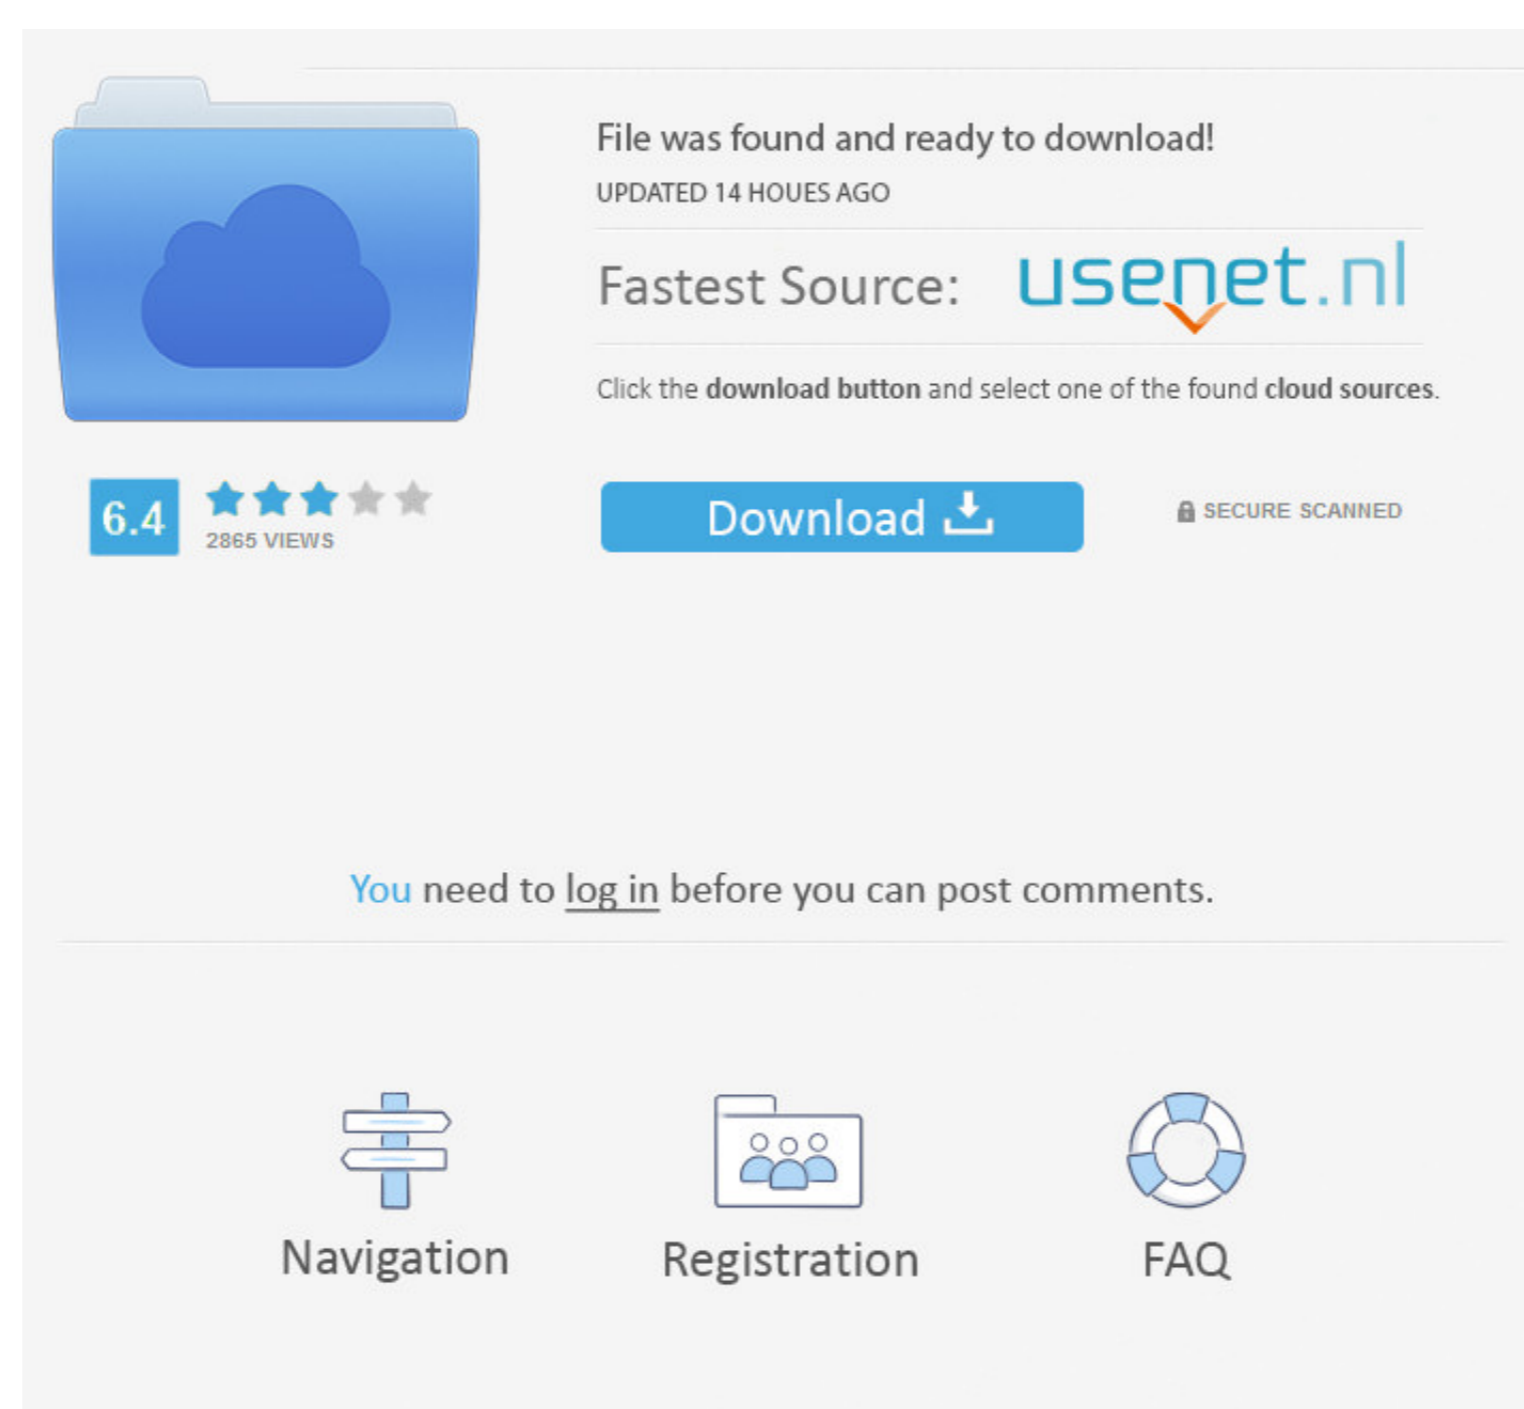 File was found and ready to download!
UPDATED 14 HOUES AGO
Fastest Source: usenet.nl
Click the download button and select one of the found cloud sources.
6.4
2865 VIEWS
Download
SECURE SCANNED
You need to log in before you can post comments.
Navigation
Registration
FAQ